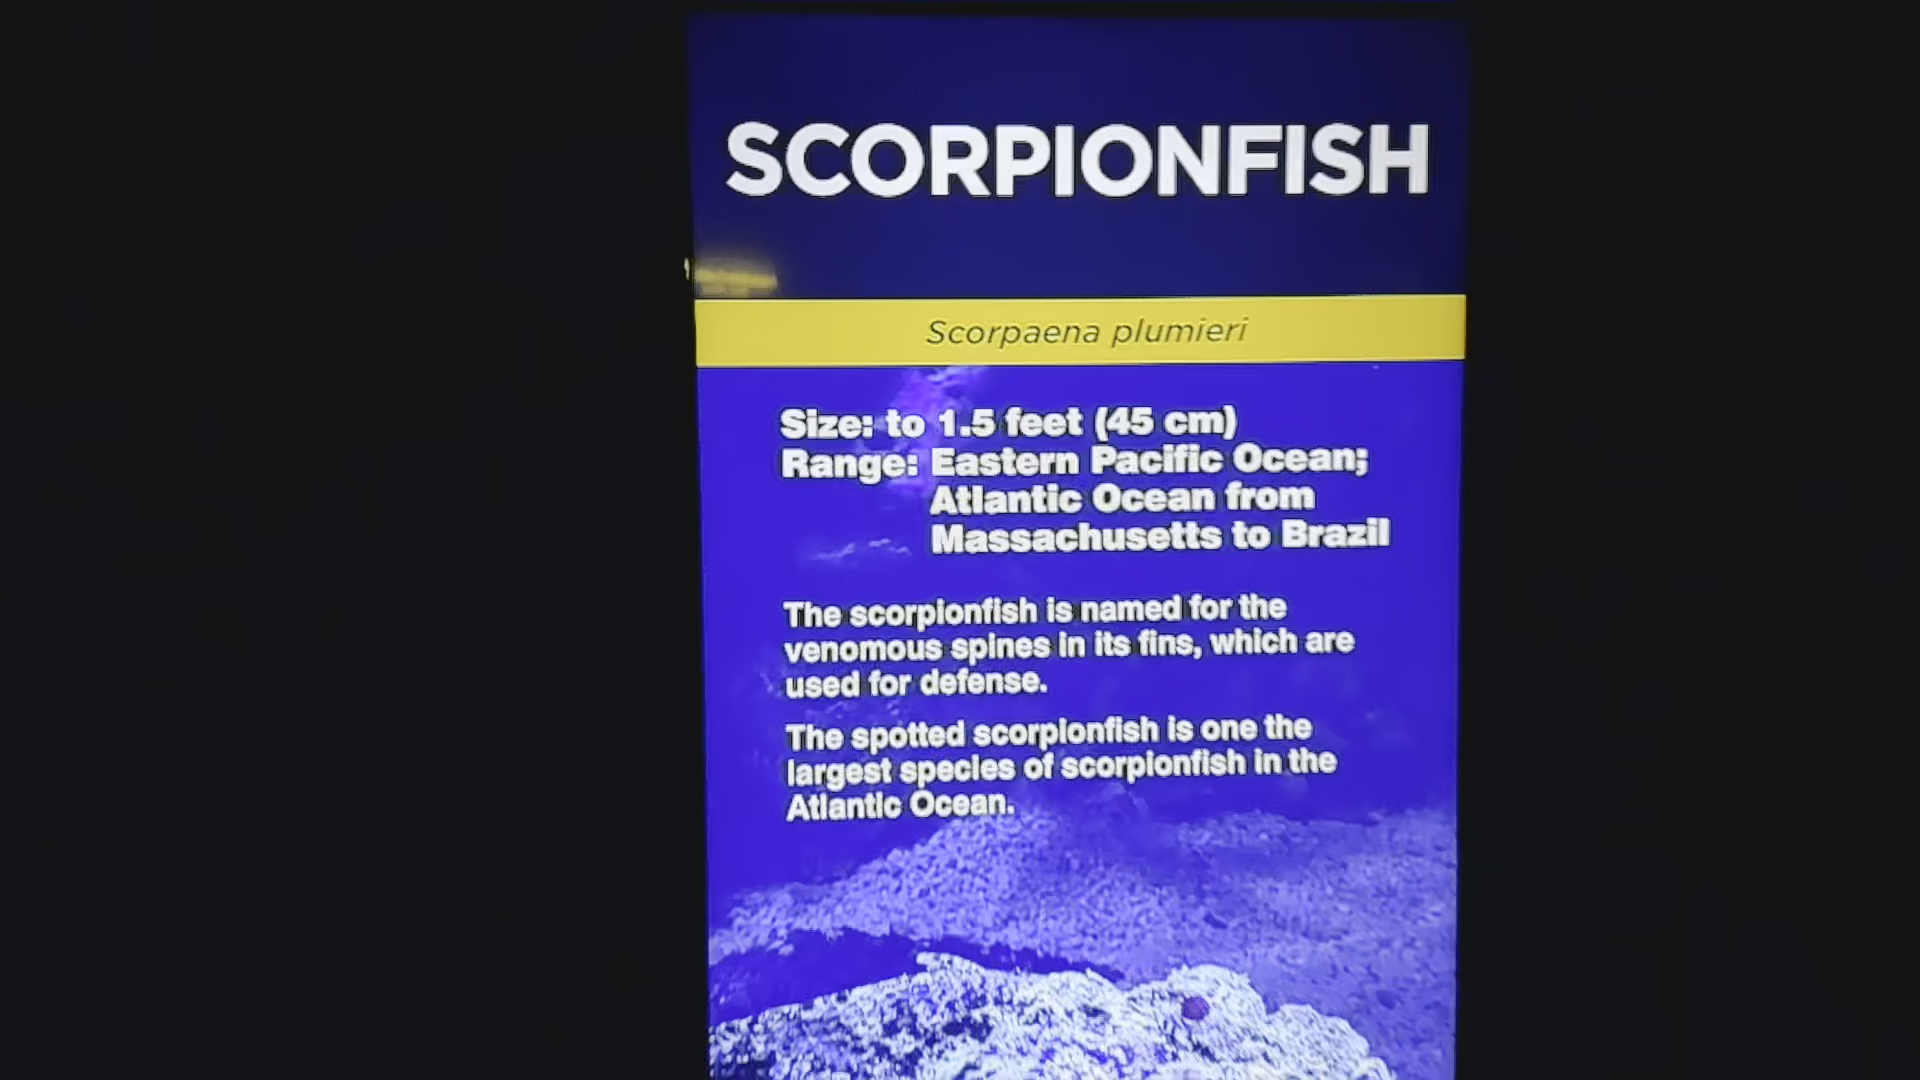 SCORPIONFISH
Scorpaena plumieri
Size: to 1.5 feet (45 cm)
Range: Eastern Pacific Ocean;
Atlantic Ocean from
Massachusetts to Brazil
The scorpionfish is named for the
venomous spines in its fins, which are
used for defense.
The spotted scorpionfish is one the
largest species of scorpionfish in the
Atlantic Ocean.